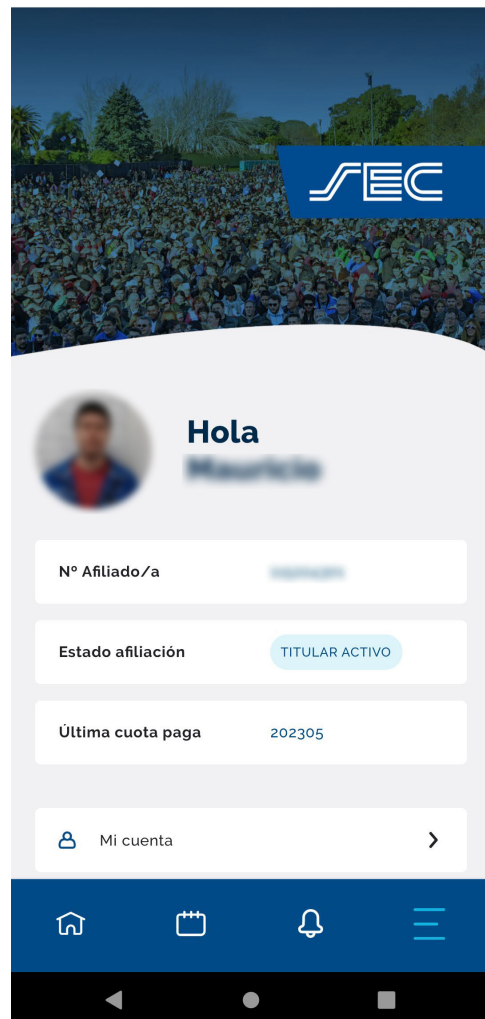 SEC
Hola
Nº Afiliado/a
Estado afiliación TITULAR ACTIVO
Última cuota paga 202305
Mi cuenta